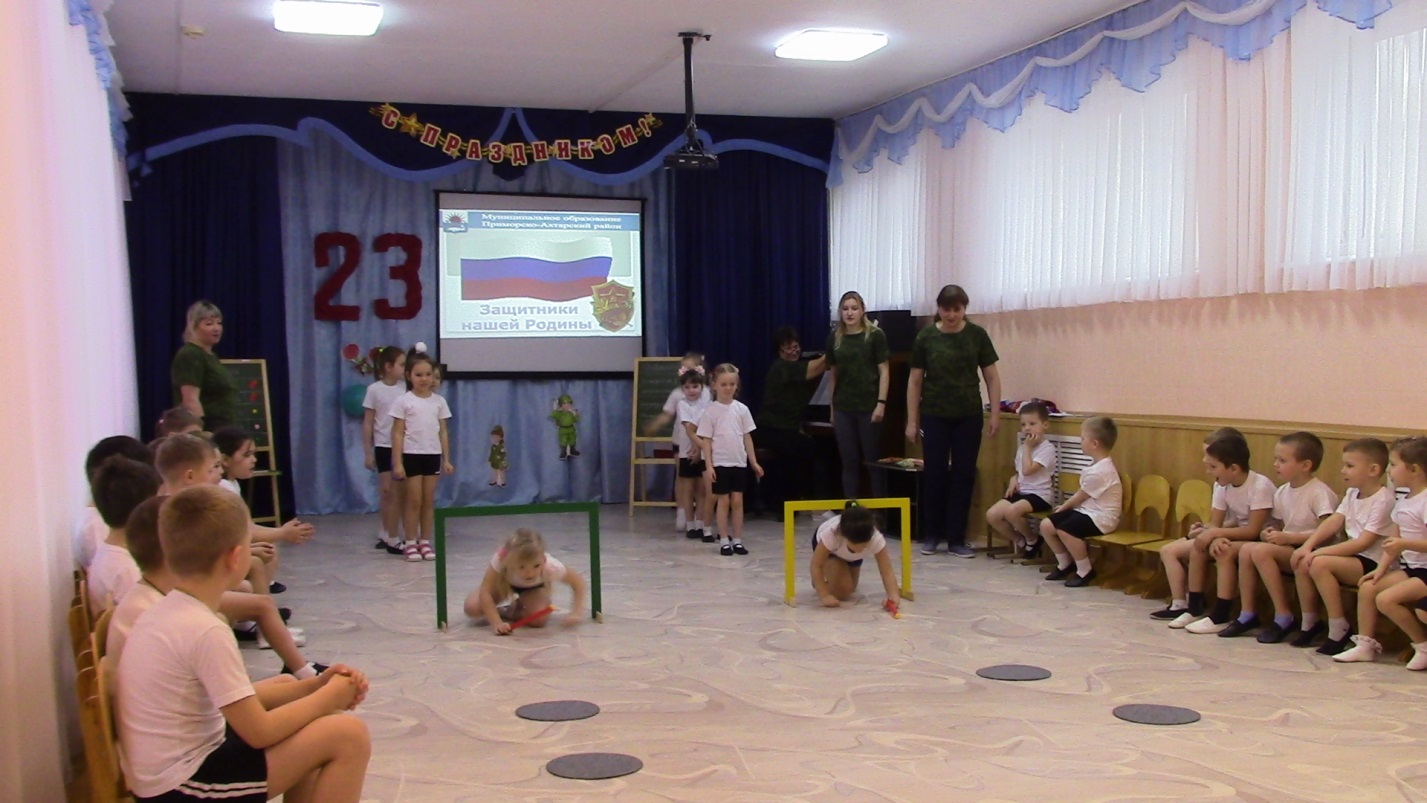 С ПРАЗДНИКОМ!
23
Муниципальное образование
Приморско-Ахтарский район
Защитники
нашей Родины